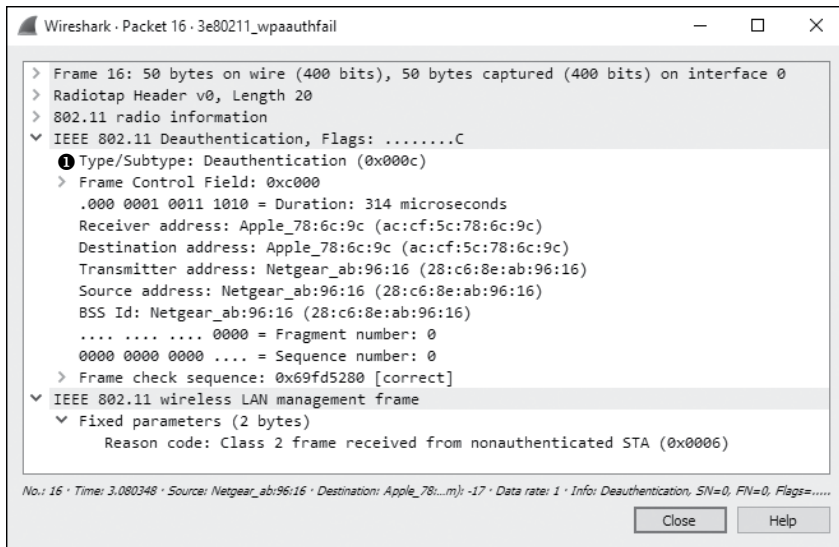 Wireshark · Packet 16 · 3e80211_wpaauthfail
> Frame 16: 50 bytes on wire (400 bits), 50 bytes captured (400 bits) on interface 0
> Radiotap Header v0, Length 20
> 802.11 radio information
IEEE 802.11 Deauthentication, Flags: ........C
❶ Type/Subtype: Deauthentication (0x000c)
> Frame Control Field: 0xc000
.000 0001 0011 1010 = Duration: 314 microseconds
Receiver address: Apple_78:6c:9c (ac:cf:5c:78:6c:9c)
Destination address: Apple_78:6c:9c (ac:cf:5c:78:6c:9c)
Transmitter address: Netgear_ab:96:16 (28:c6:8e:ab:96:16)
Source address: Netgear_ab:96:16 (28:c6:8e:ab:96:16)
BSS Id: Netgear_ab:96:16 (28:c6:8e:ab:96:16)
.... .... .... 0000 = Fragment number: 0
0000 0000 0000 .... = Sequence number: 0
> Frame check sequence: 0x69fd5280 [correct]
IEEE 802.11 wireless LAN management frame
Fixed parameters (2 bytes)
Reason code: Class 2 frame received from nonauthenticated STA (0x0006)
No.: 16 · Time: 3.080348 · Source: Netgear_ab:96:16 · Destination: Apple_78:...m): -17 · Data rate: 1 · Info: Deauthentication, SN=0, FN=0, Flags=.....
Close Help